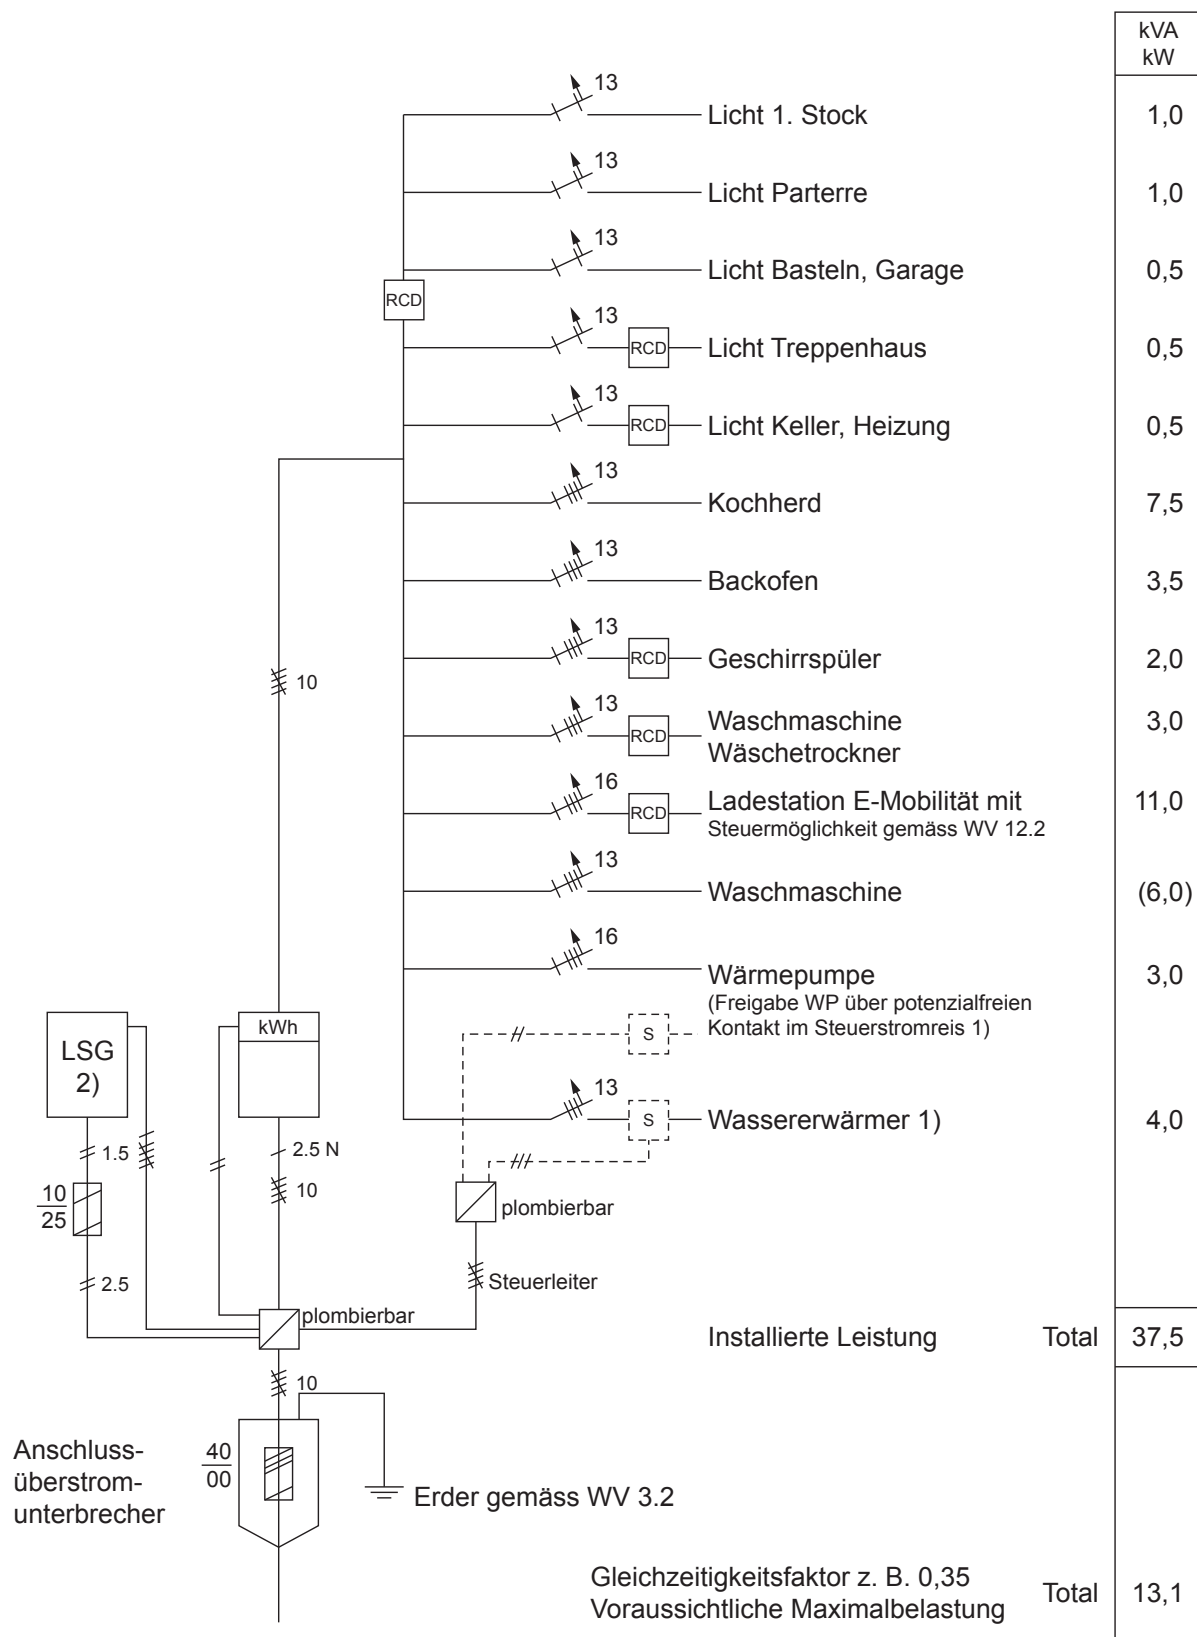 kVA
kW
13
Licht 1. Stock 1,0
13
Licht Parterre 1,0
13
Licht Basteln, Garage 0,5
RCD
13
RCD Licht Treppenhaus 0,5
13
RCD Licht Keller, Heizung 0,5
13
Kochherd 7,5
13
Backofen 3,5
13
RCD Geschirrspüler 2,0
10
13
RCD Waschmaschine 3,0
Wäschetrockner
16
RCD Ladestation E-Mobilität mit 11,0
Steuermöglichkeit gemäss WV 12.2
13
Waschmaschine (6,0)
16
Wärmepumpe 3,0
(Freigabe WP über potenzialfreien
S Kontakt im Steuerstromreis 1)
LSG
2)
kWh
13
S Wassererwärmer 1) 4,0
1.5
2.5 N
10
25
10
plombierbar
2.5
Steuerleiter
plombierbar
Installierte Leistung Total 37,5
10
Anschluss-
überstrom-
unterbrecher
40
00
Erder gemäss WV 3.2
Gleichzeitigkeitsfaktor z. B. 0,35
Voraussichtliche Maximalbelastung Total 13,1